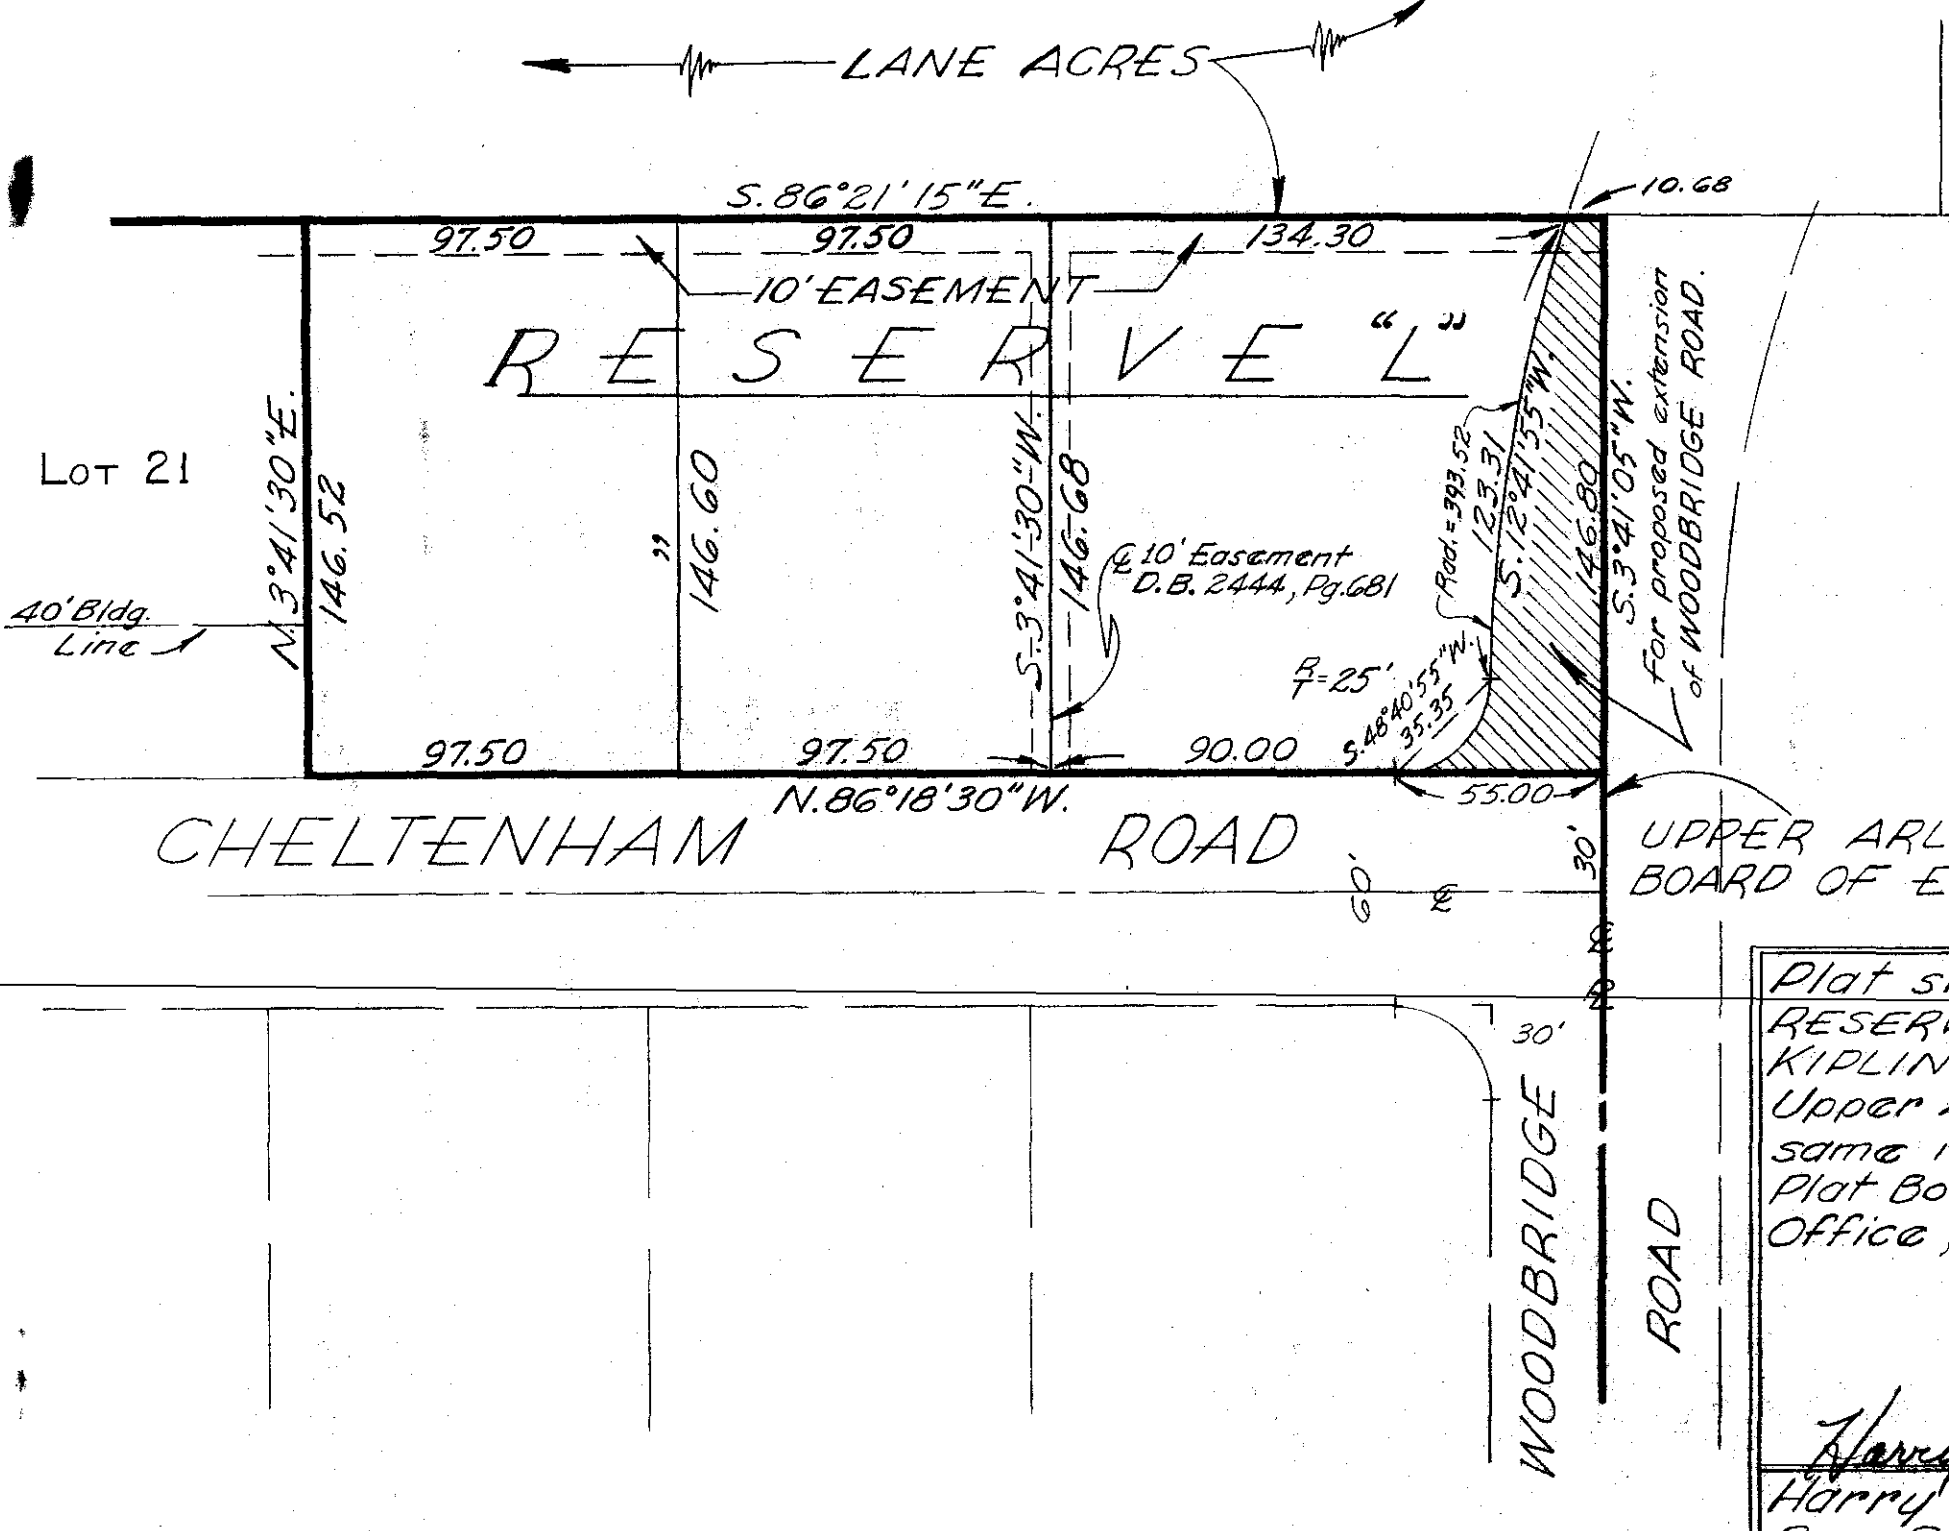 LANE ACRES
S. 86°21'15"E.
10.68
97.50
97.50
134.30
10' EASEMENT
RESERVE "L"
LOT 21
N. 3°41'30"E.
146.52
"
146.60
S. 3°41'30"W.
146.68
℄ 10' Easement
D.B. 2444, Pg.681
Rad. = 393.52
123.31
S. 12°41'55"W.
146.80
S. 3°41'05"W.
for proposed extension
of WOODBRIDGE ROAD.
40' Bldg.
Line
R
T = 25'
S. 48°40'55"W.
35.35
97.50
97.50
90.00
55.00
N. 86°18'30"W.
CHELTENHAM ROAD
60'
℄
30'
UPPER ARL
BOARD OF E
30'
WOODBRIDGE
ROAD
Plat s
RESER
KIPLIN
Upper
same
Plat Bo
Office,
Harry
Harry